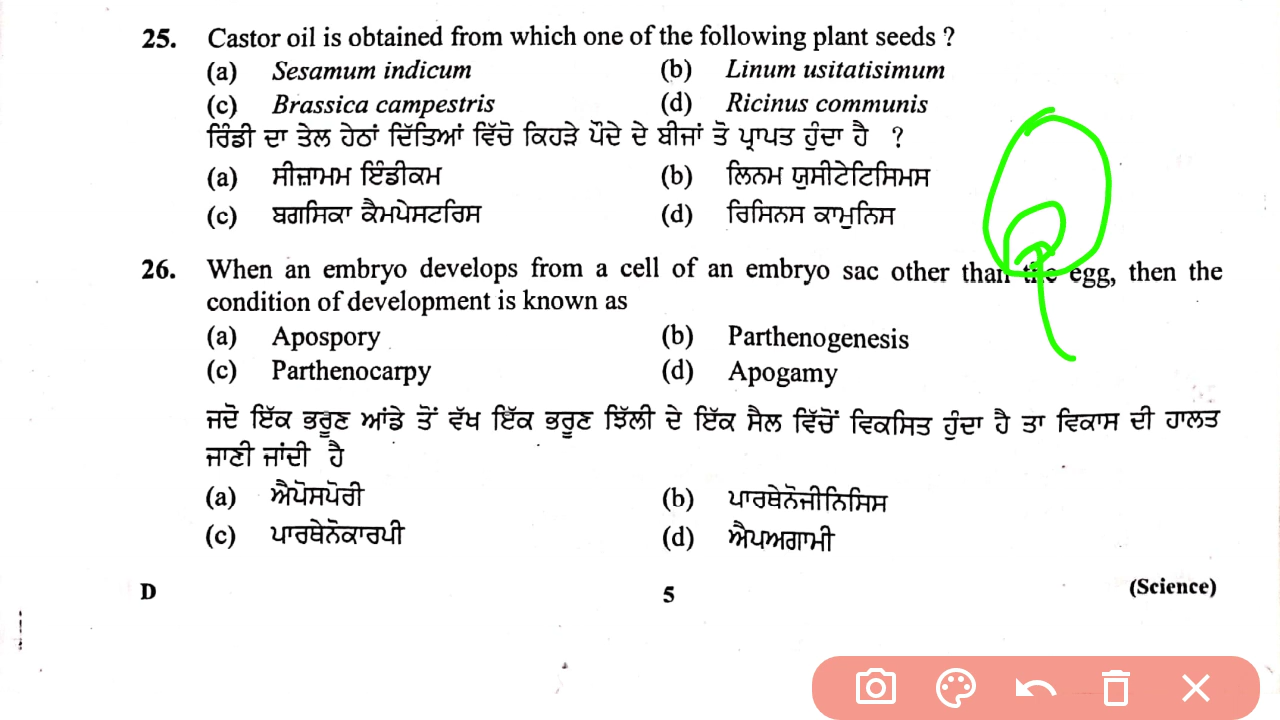 25. Castor oil is obtained from which one of the following plant seeds ?
(a) Sesamum indicum (b) Linum usitatisimum
(c) Brassica campestris (d) Ricinus communis
ਰਿੰਡੀ ਦਾ ਤੇਲ ਹੇਠਾਂ ਦਿੱਤਿਆਂ ਵਿੱਚੋ ਕਿਹੜੇ ਪੌਦੇ ਦੇ ਬੀਜਾਂ ਤੋ ਪ੍ਰਾਪਤ ਹੁੰਦਾ ਹੈ ?
(a) ਸੀਜ਼ਾਮਮ ਇੰਡੀਕਮ (b) ਲਿਨਮ ਯੁਸੀਟੇਟਿਸਿਮਸ
(c) ਬਗਸਿਕਾ ਕੈਮਪੇਸਟਰਿਸ (d) ਰਿਸਿਨਸ ਕਾਮੁਨਿਸ
26. When an embryo develops from a cell of an embryo sac other than the egg, then the
condition of development is known as
(a) Apospory (b) Parthenogenesis
(c) Parthenocarpy (d) Apogamy
ਜਦੋ ਇੱਕ ਭਰੂਣ ਆਂਡੇ ਤੋਂ ਵੱਖ ਇੱਕ ਭਰੂਣ ਝਿੱਲੀ ਦੇ ਇੱਕ ਸੈਲ ਵਿੱਚੋਂ ਵਿਕਸਿਤ ਹੁੰਦਾ ਹੈ ਤਾ ਵਿਕਾਸ ਦੀ ਹਾਲਤ
ਜਾਣੀ ਜਾਂਦੀ ਹੈ
(a) ਐਪੋਸਪੋਰੀ (b) ਪਾਰਥੇਨੋਜੀਨਿਸਿਸ
(c) ਪਾਰਥੇਨੋਕਾਰਪੀ (d) ਐਪਅਗਾਮੀ
D 5 (Science)